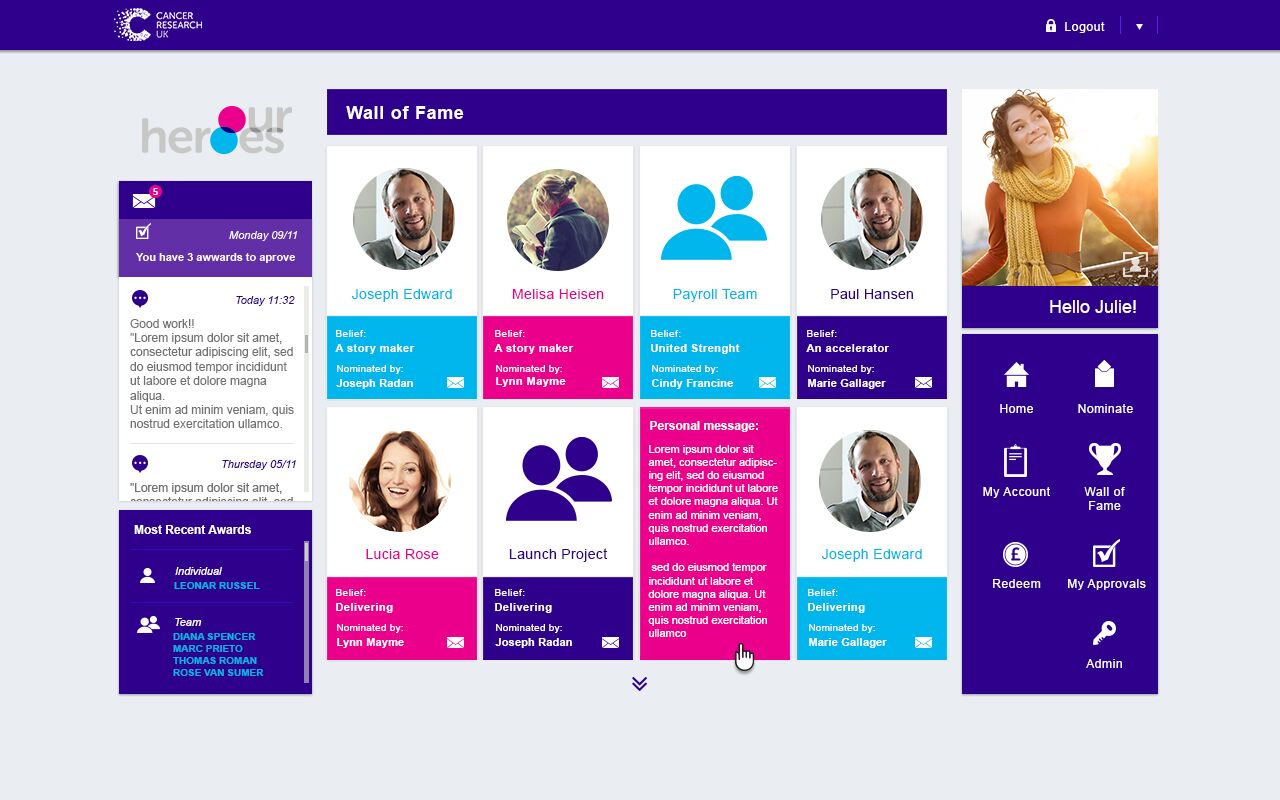 CANCER
RESEARCH
UK
Logout
our
heroes
5
Monday 09/11
You have 3 awwards to aprove
Today 11:32
Good work!!
"Lorem ipsum dolor sit amet,
consectetur adipiscing elit, sed
do eiusmod tempor incididunt
ut labore et dolore magna
aliqua.
Ut enim ad minim veniam, quis
nostrud exercitation ullamco.
Thursday 05/11
"Lorem ipsum dolor sit amet,
consectetur adipiscing elit, sed
Most Recent Awards
Individual
LEONAR RUSSEL
Team
DIANA SPENCER
MARC PRIETO
THOMAS ROMAN
ROSE VAN SUMER
Wall of Fame
Joseph Edward
Belief:
A story maker
Nominated by:
Joseph Radan
Melisa Heisen
Belief:
A story maker
Nominated by:
Lynn Mayme
Payroll Team
Belief:
United Strenght
Nominated by:
Cindy Francine
Paul Hansen
Belief:
An accelerator
Nominated by:
Marie Gallager
Lucia Rose
Belief:
Delivering
Nominated by:
Lynn Mayme
Launch Project
Belief:
Delivering
Nominated by:
Joseph Radan
Personal message:
Lorem ipsum dolor sit
amet, consectetur adipisc-
ing elit, sed do eiusmod
tempor incididunt ut labore
et dolore magna aliqua. Ut
enim ad minim veniam,
quis nostrud exercitation
ullamco.
sed do eiusmod tempor
incididunt ut labore et
dolore magna aliqua. Ut
enim ad minim veniam,
quis nostrud exercitation
ullamco
Joseph Edward
Belief:
Delivering
Nominated by:
Marie Gallager
Hello Julie!
Home
Nominate
My Account
Wall of
Fame
£
Redeem
My Approvals
Admin